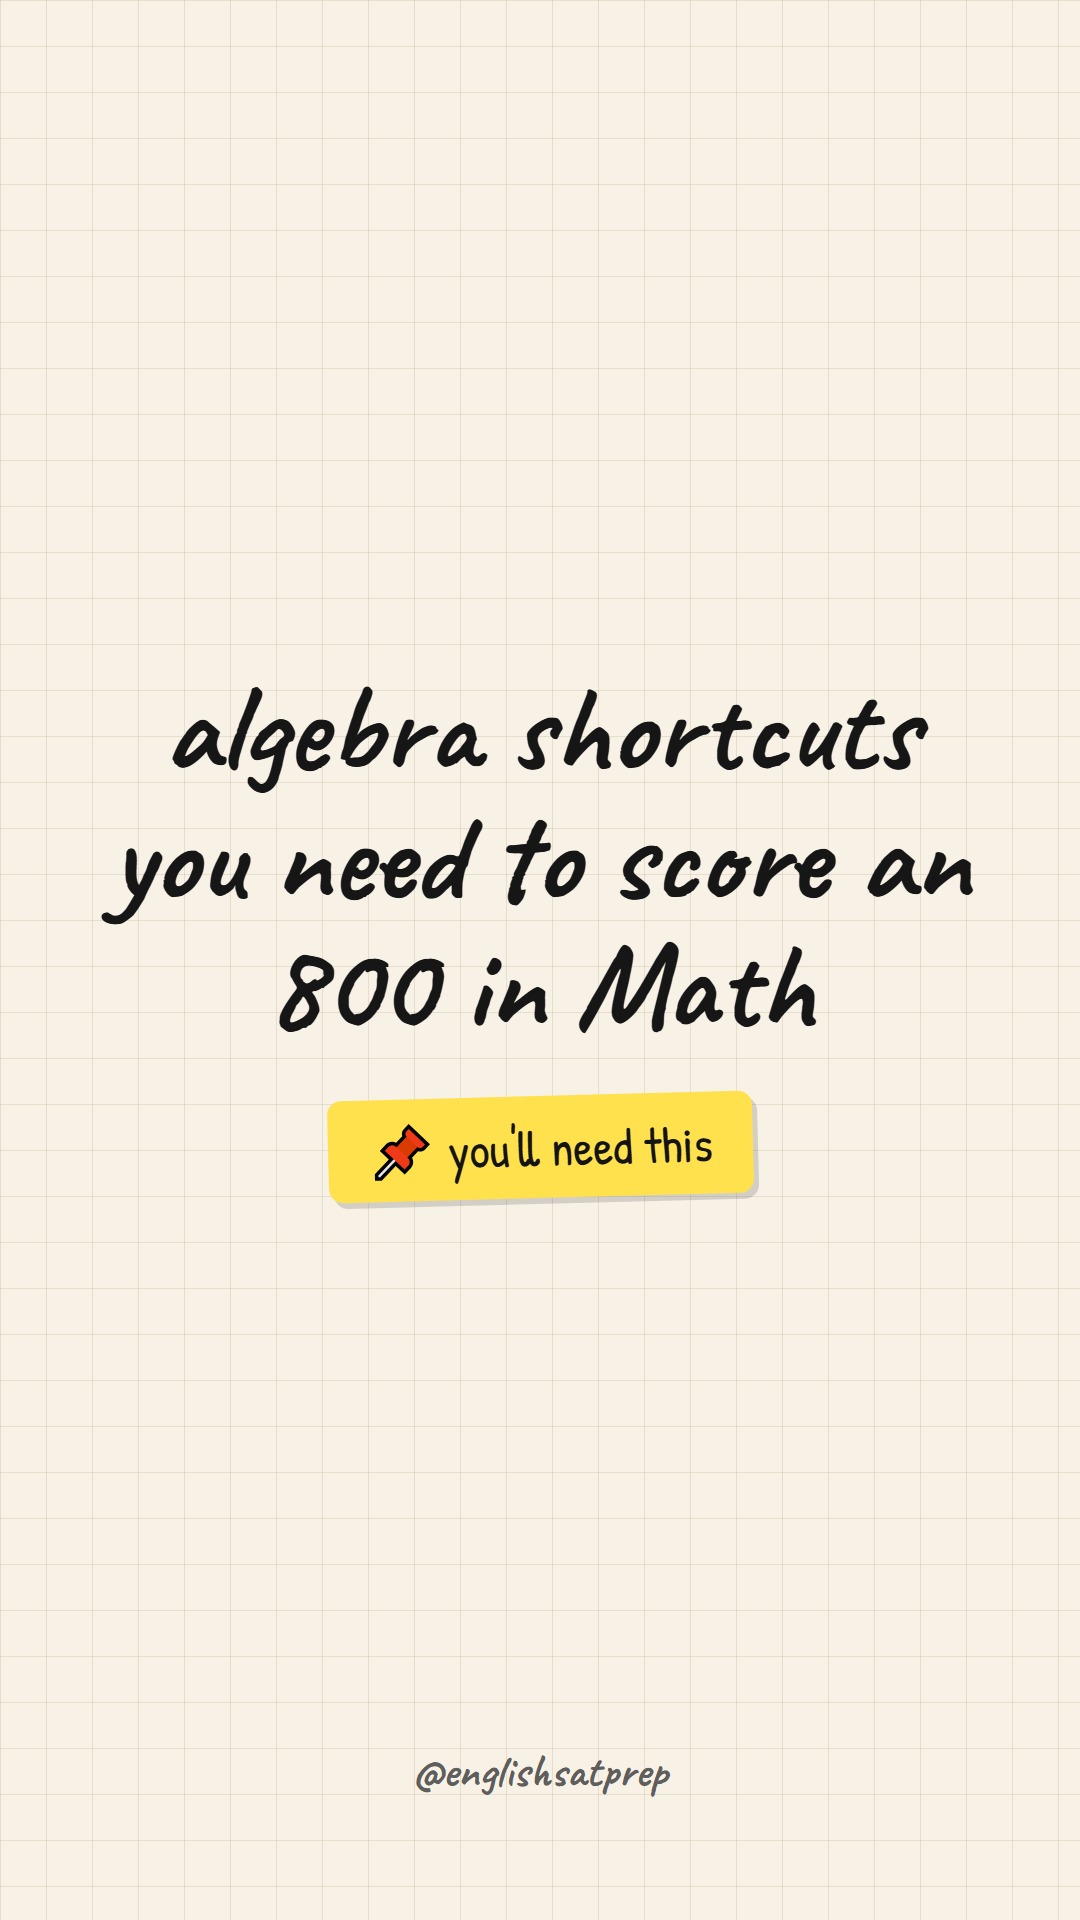 algebra shortcuts
you need to score an
800 in Math
📌 you'll need this
@englishsatprep